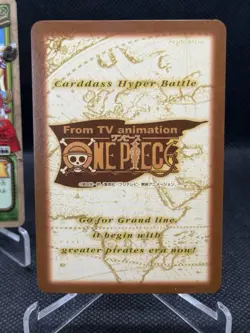 Carddass Hyper Battle
From TV animation
ワンピース
ONE PIECE
Go for Grand line.
it begin with
greater pirates era now!